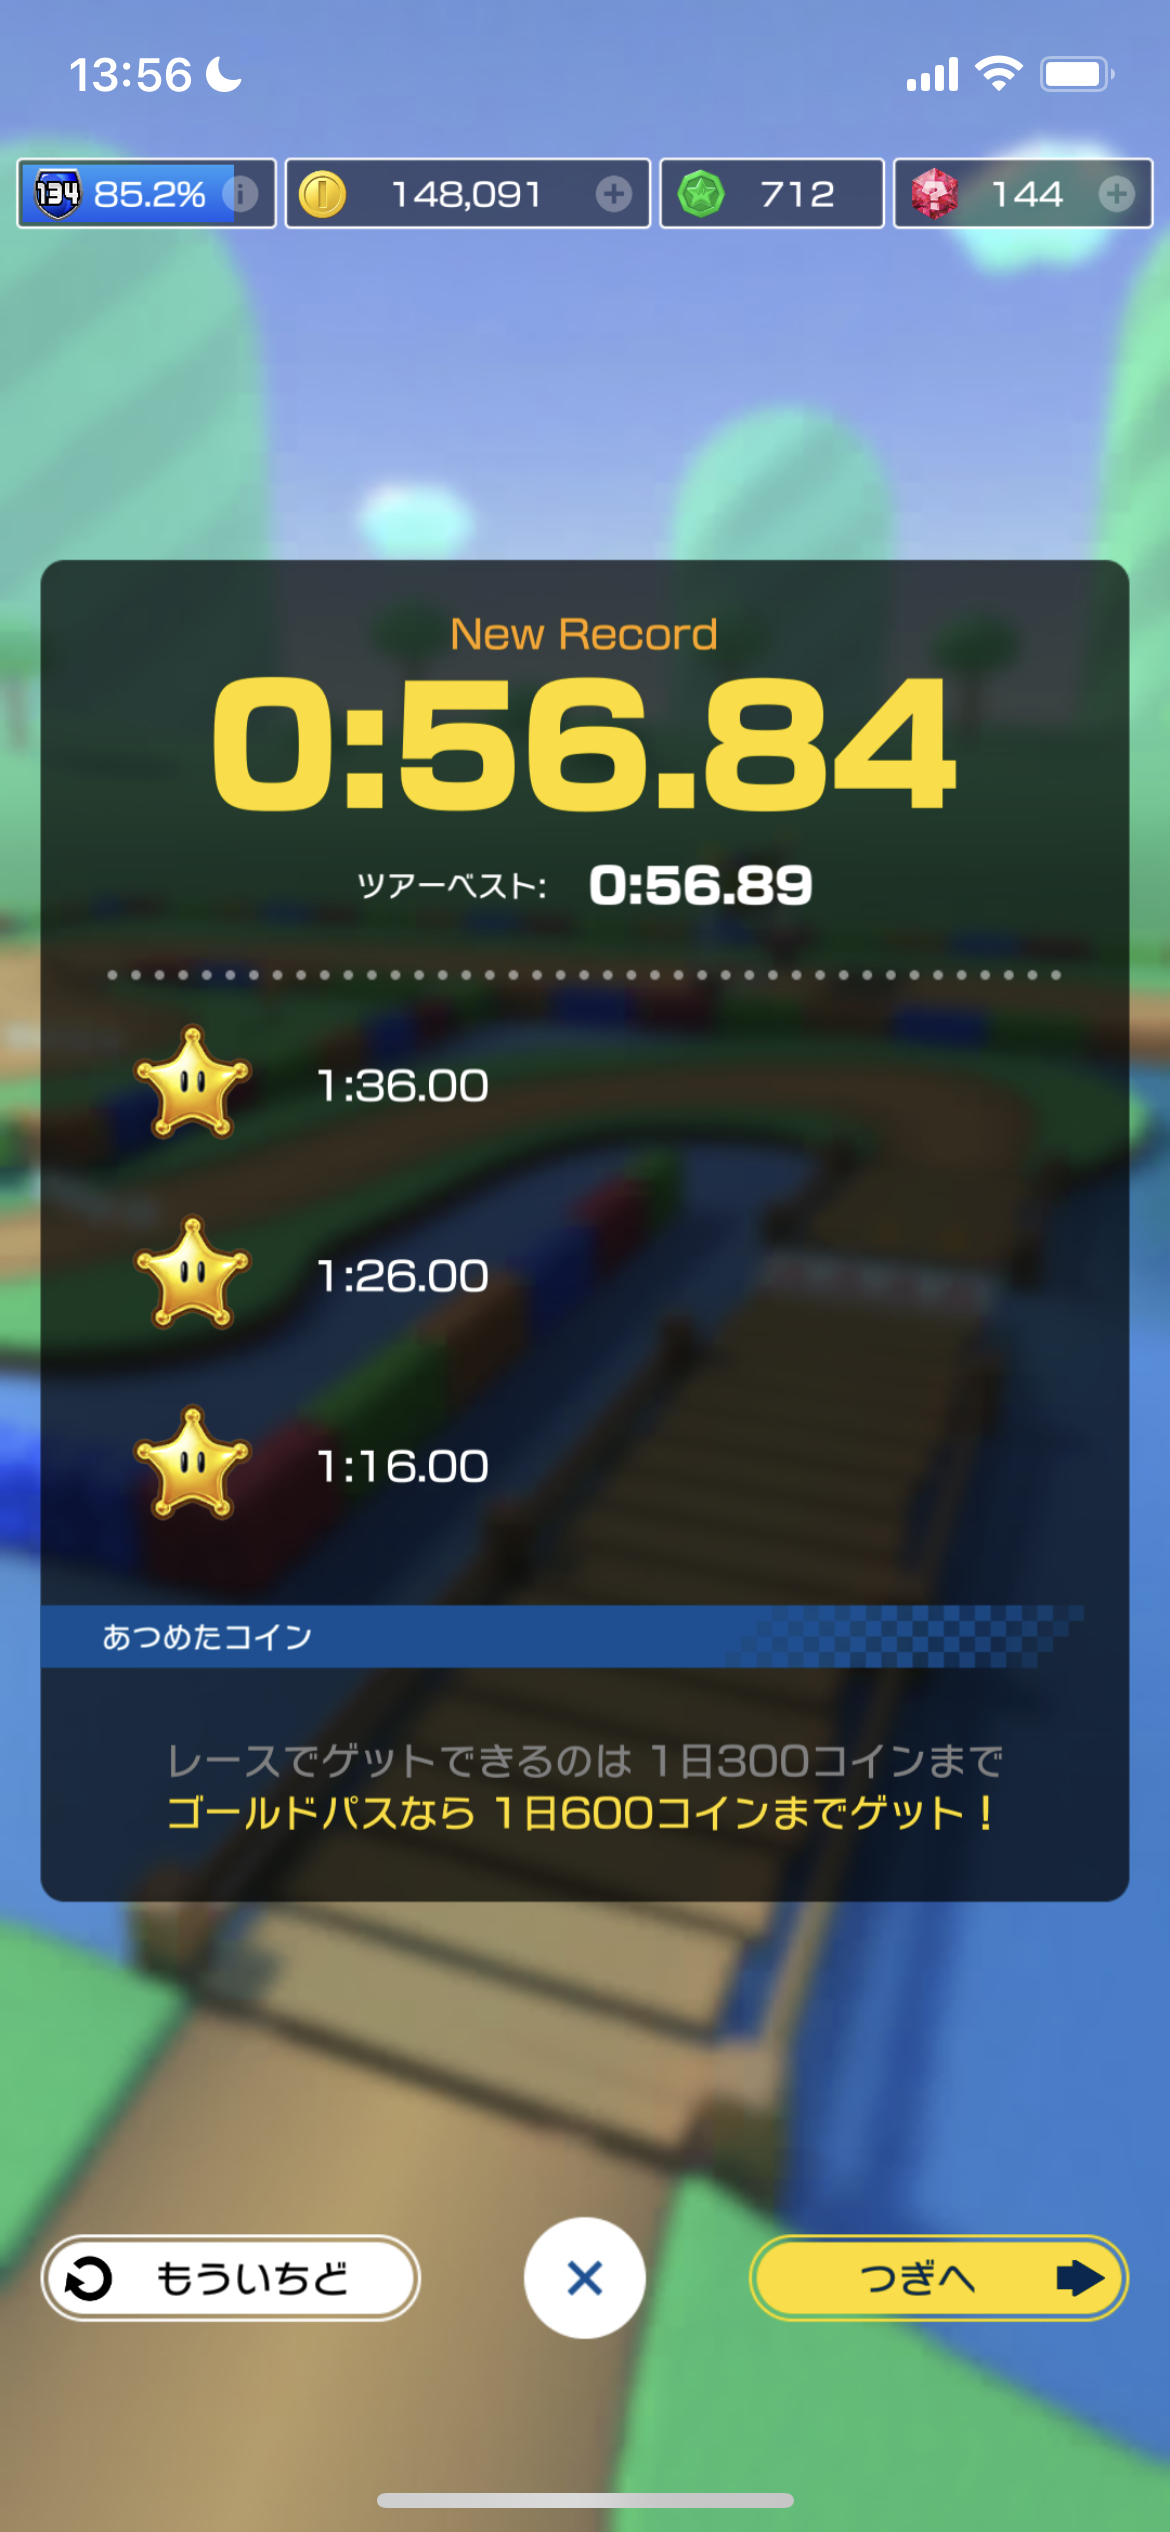 13:56
134 85.2% i 148,091 + 712 ? 144 +
New Record
0:56.84
ツアーベスト: 0:56.89
1:36.00
1:26.00
1:16.00
あつめたコイン
レースでゲットできるのは 1日300コインまで
ゴールドパスなら 1日600コインまでゲット！
もういちど × つぎへ